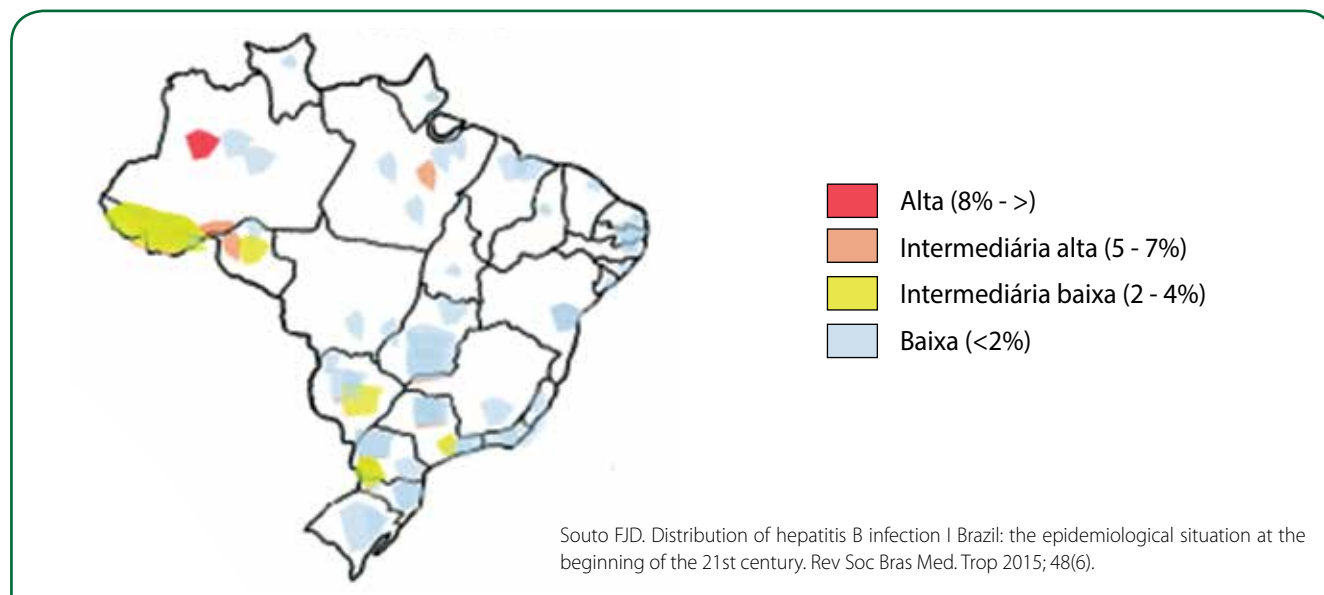 Alta (8% - >)
Intermediária alta (5 - 7%)
Intermediária baixa (2 - 4%)
Baixa (<2%)
Souto FJD. Distribution of hepatitis B infection I Brazil: the epidemiological situation at the
beginning of the 21st century. Rev Soc Bras Med. Trop 2015; 48(6).